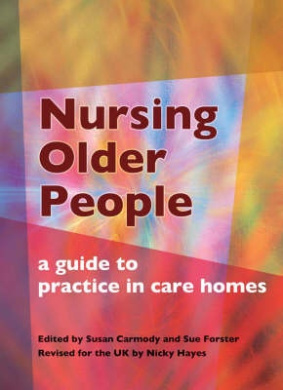 Nursing
Older
People
a guide to
practice in care homes
Edited by Susan Carmody and Sue Forster
Revised for the UK by Nicky Hayes